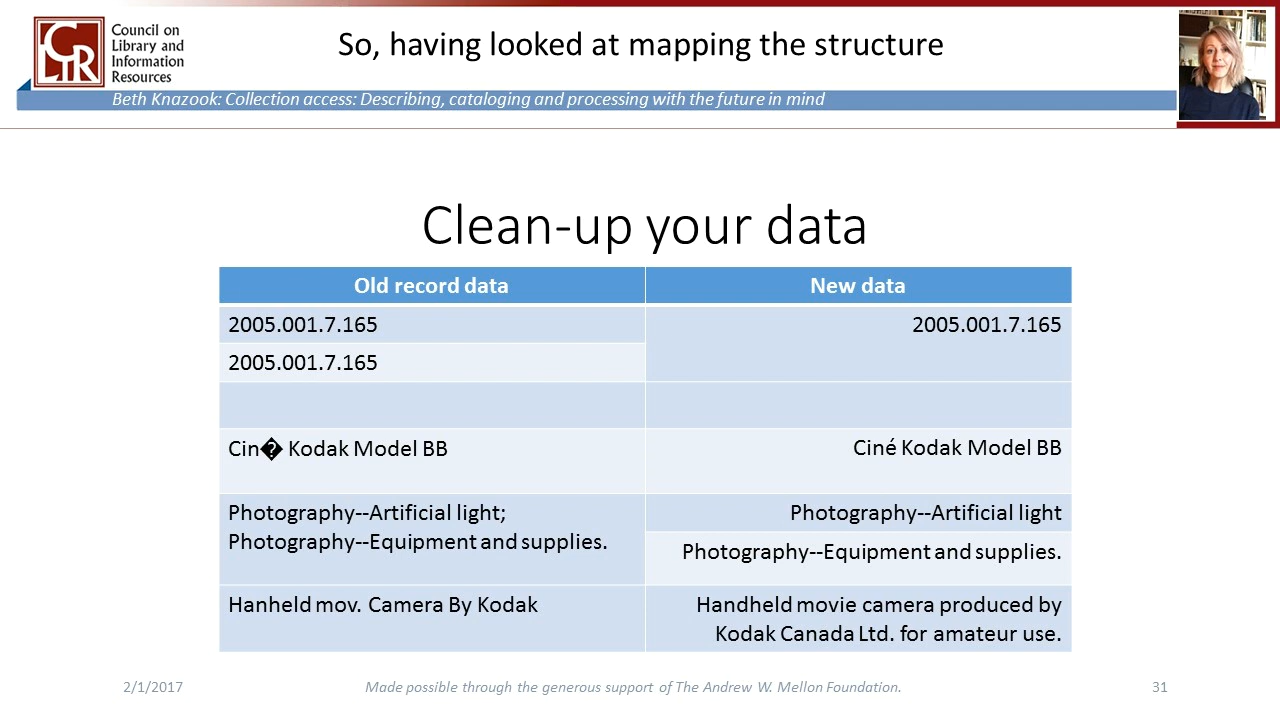 Council on
Library and
Information
Resources
CLIR
So, having looked at mapping the structure
Beth Knazook: Collection access: Describing, cataloging and processing with the future in mind
Clean-up your data
Old record data
New data
2005.001.7.165
2005.001.7.165
2005.001.7.165
Cin� Kodak Model BB
Ciné Kodak Model BB
Photography--Artificial light;
Photography--Equipment and supplies.
Photography--Artificial light
Photography--Equipment and supplies.
Hanheld mov. Camera By Kodak
Handheld movie camera produced by
Kodak Canada Ltd. for amateur use.
2/1/2017
Made possible through the generous support of The Andrew W. Mellon Foundation.
31